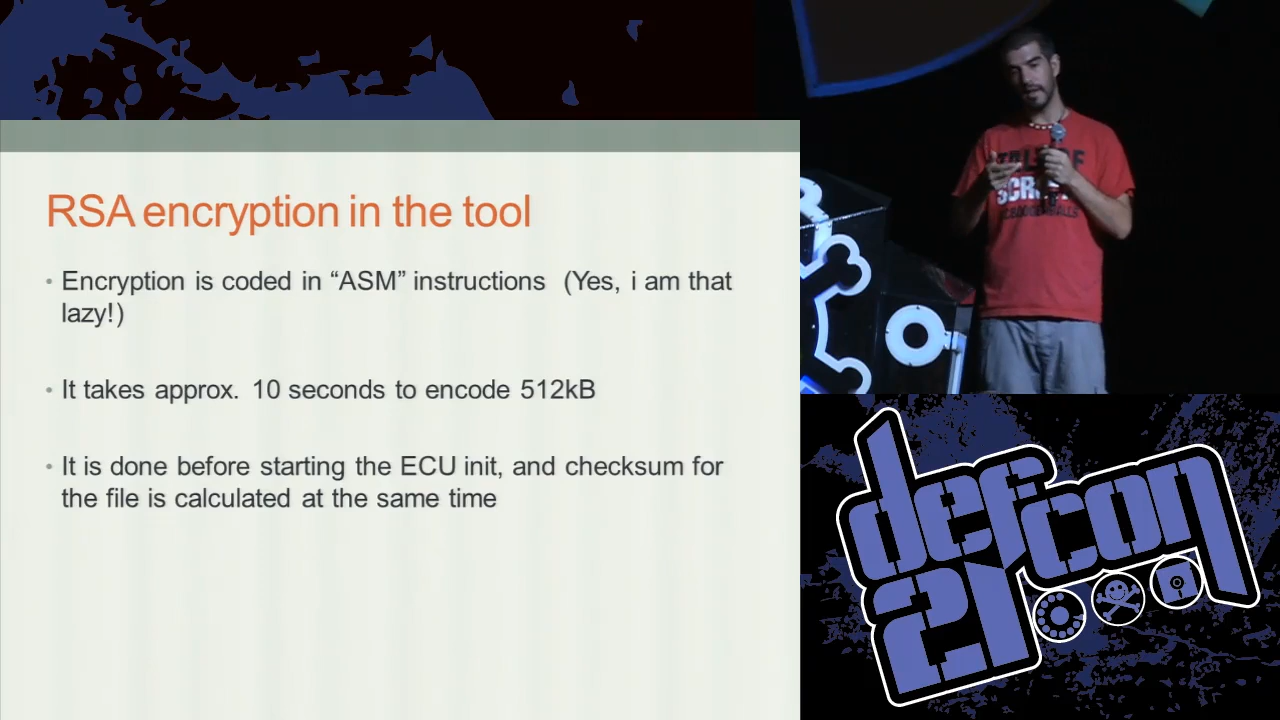 RSA encryption in the tool
• Encryption is coded in “ASM” instructions (Yes, i am that
lazy!)
• It takes approx. 10 seconds to encode 512kB
• It is done before starting the ECU init, and checksum for
the file is calculated at the same time
defcon
21